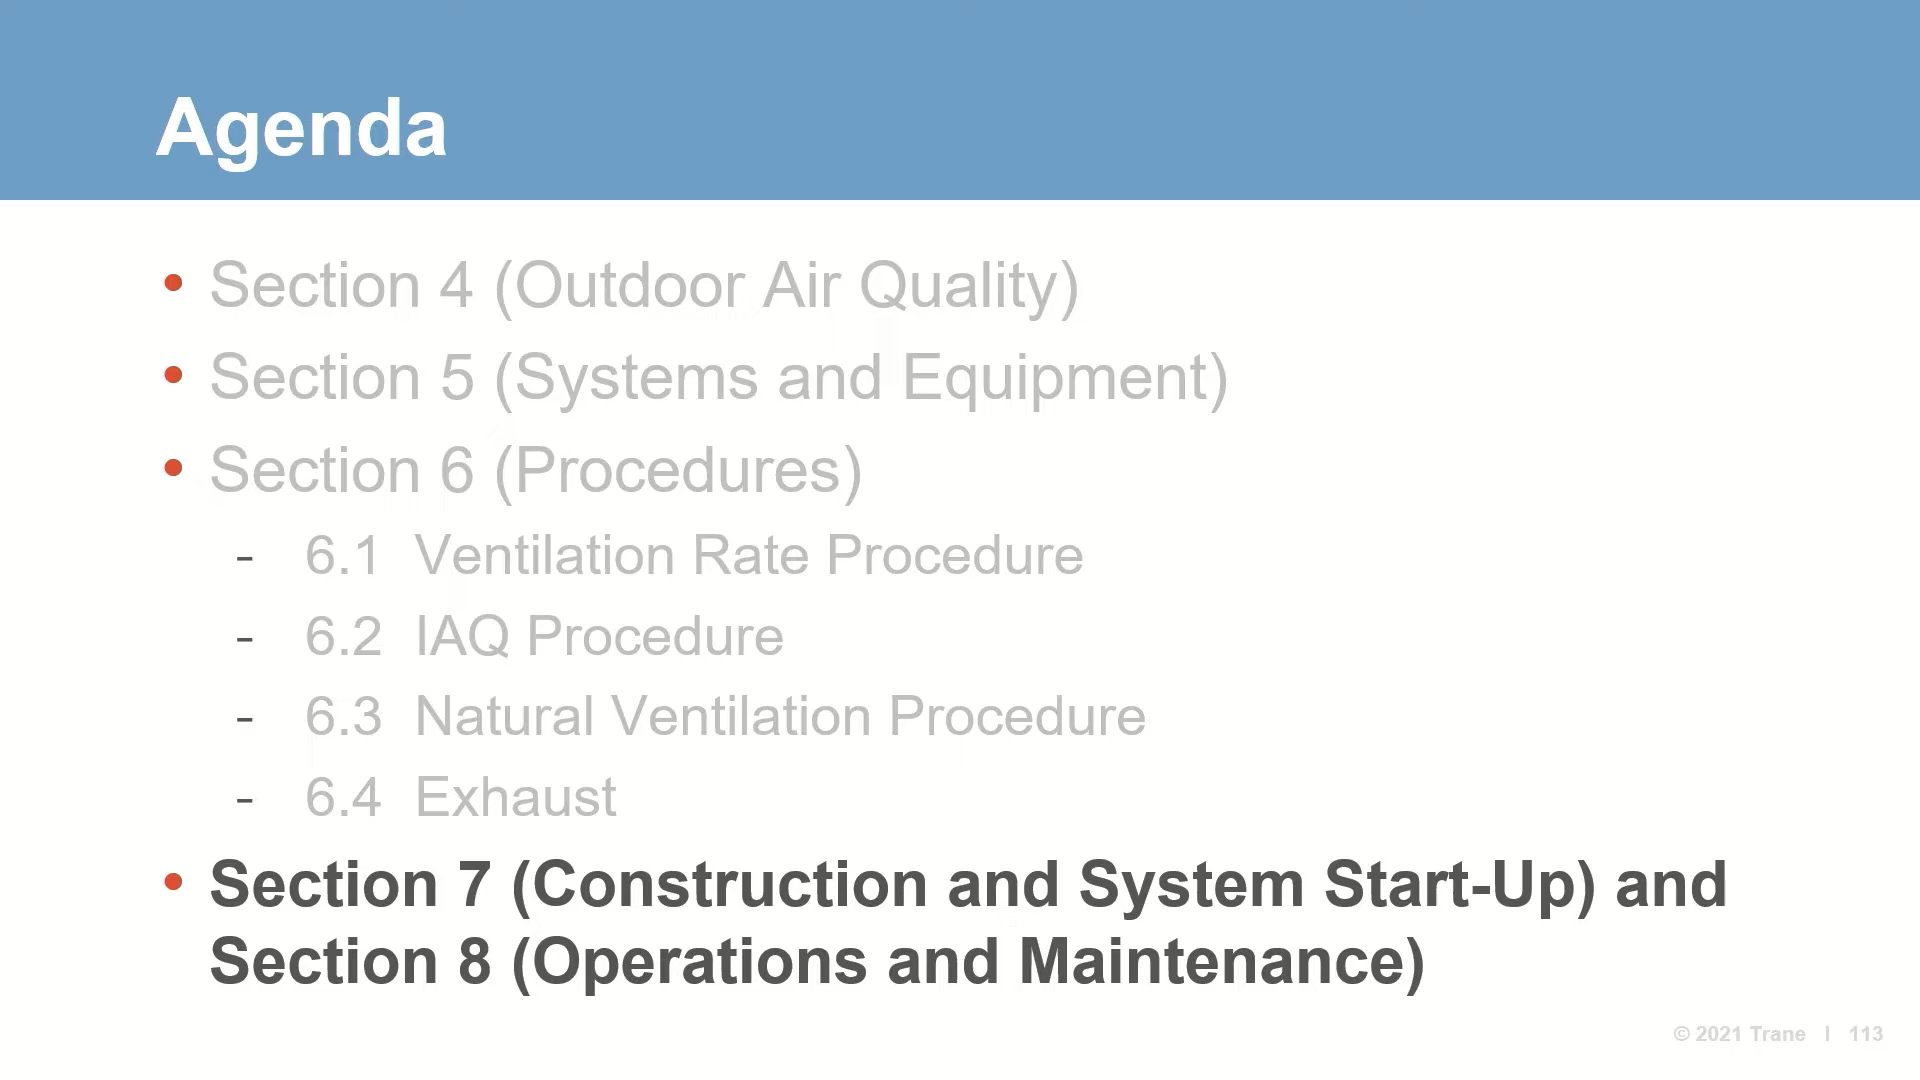 Agenda
• Section 4 (Outdoor Air Quality)
• Section 5 (Systems and Equipment)
• Section 6 (Procedures)
- 6.1 Ventilation Rate Procedure
- 6.2 IAQ Procedure
- 6.3 Natural Ventilation Procedure
- 6.4 Exhaust
• Section 7 (Construction and System Start-Up) and
Section 8 (Operations and Maintenance)
© 2021 Trane | 113